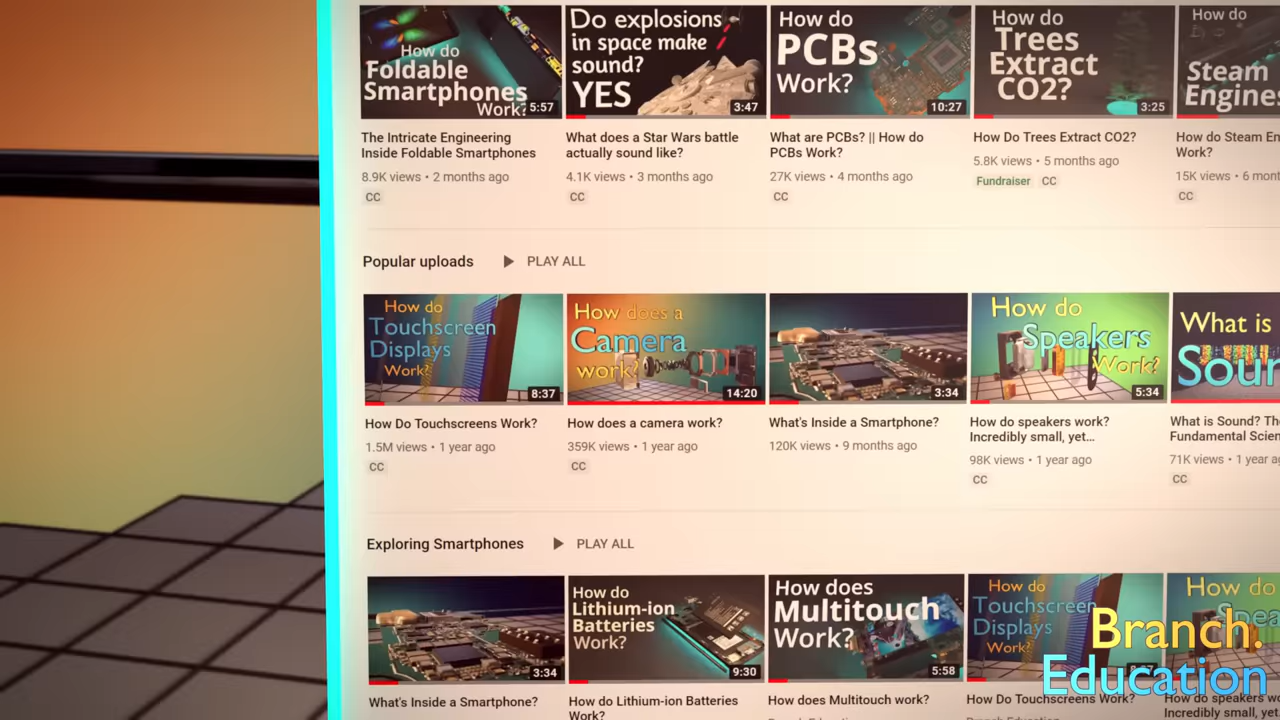 How do
Foldable
Smartphones
Work?
5:57
Do explosions
in space make
sound?
YES
3:47
How do
PCBs
Work?
10:27
How do
Trees
Extract
CO2?
3:25
How do
Steam
Engines
The Intricate Engineering
Inside Foldable Smartphones
8.9K views • 2 months ago
CC
What does a Star Wars battle
actually sound like?
4.1K views • 3 months ago
CC
What are PCBs? || How do
PCBs Work?
27K views • 4 months ago
CC
How Do Trees Extract CO2?
5.8K views • 5 months ago
Fundraiser CC
How do Steam En
Work?
15K views • 6 mont
CC
Popular uploads ▶ PLAY ALL
How do
Touchscreen
Displays
Work?
8:37
How does a
Camera
work?
14:20
3:34
How do
Speakers
Work?
5:34
What is
Soun
How Do Touchscreens Work?
1.5M views • 1 year ago
CC
How does a camera work?
359K views • 1 year ago
CC
What's Inside a Smartphone?
120K views • 9 months ago
How do speakers work?
Incredibly small, yet...
98K views • 1 year ago
CC
What is Sound? The
Fundamental Scien
71K views • 1 year ag
CC
Exploring Smartphones ▶ PLAY ALL
3:34
How do
Lithium-ion
Batteries
Work?
9:30
How does
Multitouch
Work?
5:58
How do
Touchscreen
Displays
Work?
How do
Spea
What's Inside a Smartphone?
How do Lithium-ion Batteries
Work?
How does Multitouch work?
How Do Touchscreens Work?
How do speakers wo
Incredibly small, yet...
Branch.
Education